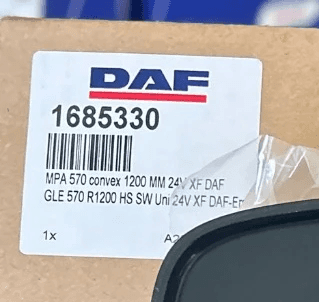 DAF
1685330
MPA 570 convex 1200 MM 24V XF DAF
GLE 570 R1200 HS SW Uni 24V XF DAF-Em
1x